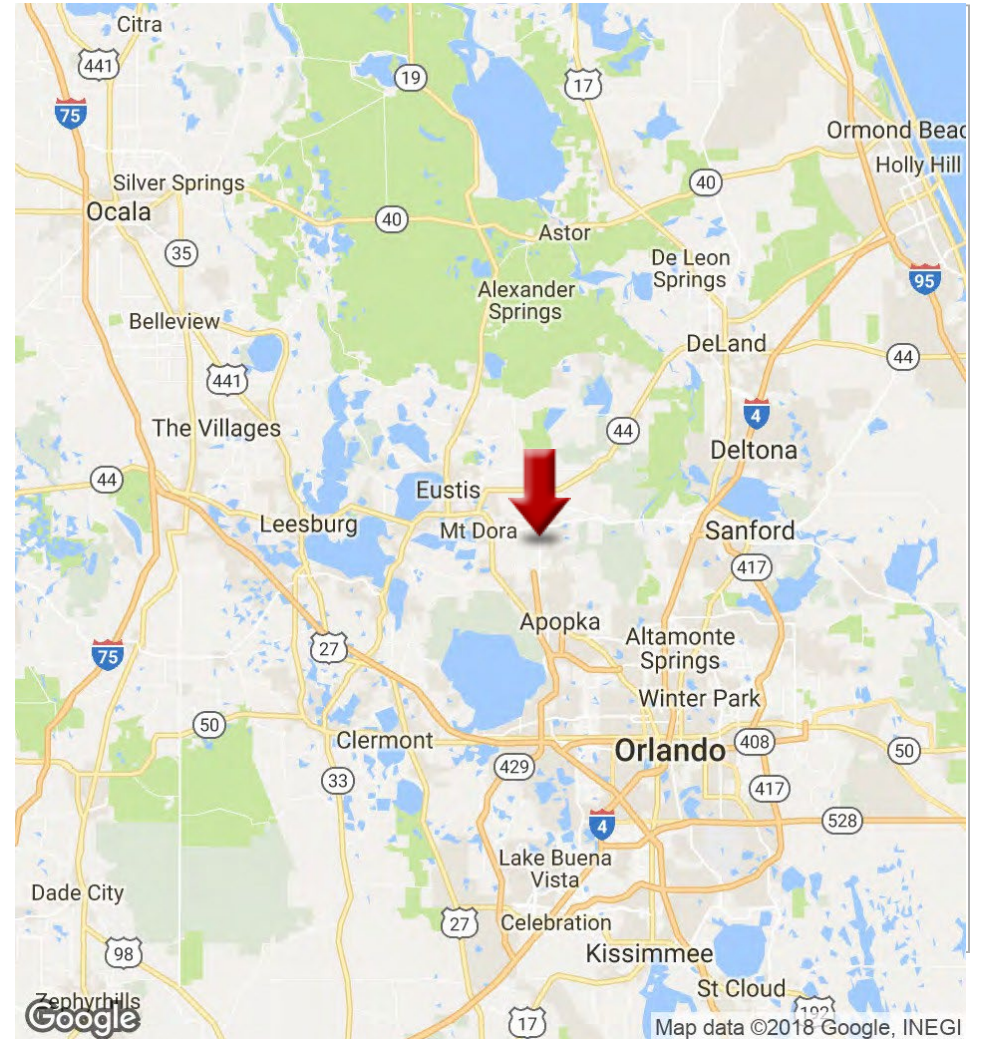 Citra
441
19
17
75
Ormond Beac
Holly Hill
Silver Springs
40
Ocala
40
Astor
35
De Leon
Springs
95
Alexander
Springs
Belleview
DeLand
44
441
4
The Villages
44
Deltona
44
Eustis
Leesburg
Mt Dora
Sanford
417
Apopka
Altamonte
Springs
27
75
Winter Park
50
Clermont
Orlando
408
50
429
33
417
4
528
Lake Buena
Vista
Dade City
27
Celebration
98
Kissimmee
St Cloud
Zephyrhills
Google
17
192
Map data ©2018 Google, INEGI